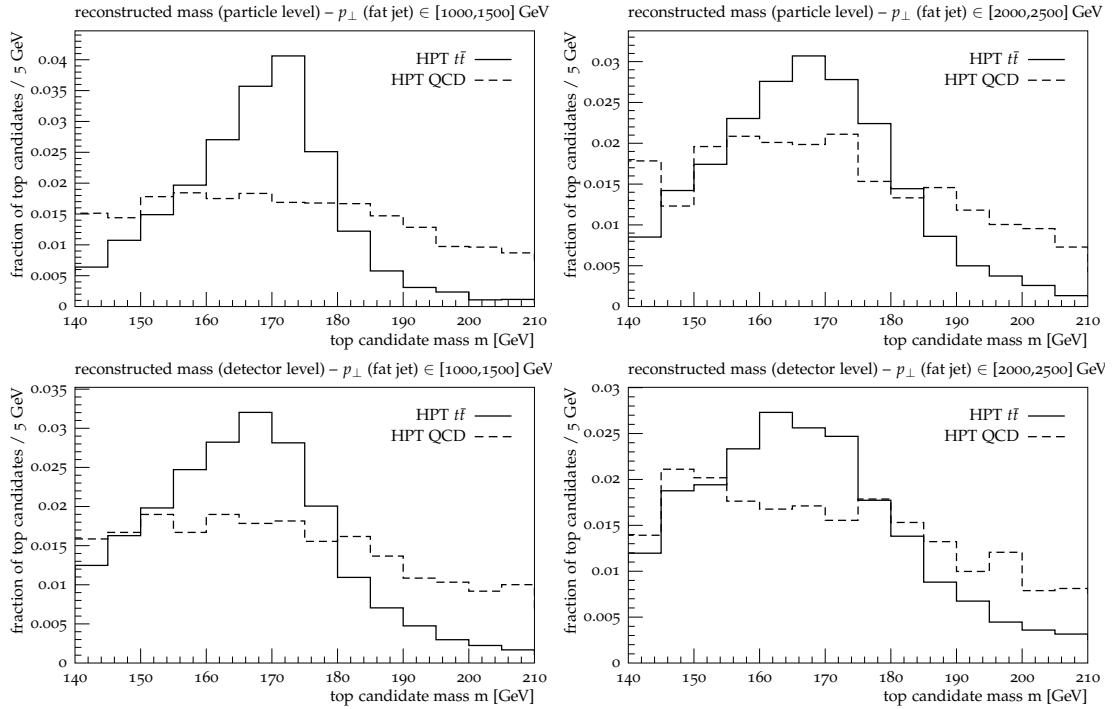 reconstructed mass (particle level) – p⊥ (fat jet) ∈ [1000,1500] GeV
fraction of top candidates / 5 GeV
0.04
0.035
0.03
0.025
0.02
0.015
0.01
0.005
0
HPT tt̄
HPT QCD
140 150 160 170 180 190 200 210
top candidate mass m [GeV]
reconstructed mass (particle level) – p⊥ (fat jet) ∈ [2000,2500] GeV
fraction of top candidates / 5 GeV
0.03
0.025
0.02
0.015
0.01
0.005
0
HPT tt̄
HPT QCD
140 150 160 170 180 190 200 210
top candidate mass m [GeV]
reconstructed mass (detector level) – p⊥ (fat jet) ∈ [1000,1500] GeV
fraction of top candidates / 5 GeV
0.035
0.03
0.025
0.02
0.015
0.01
0.005
0
HPT tt̄
HPT QCD
140 150 160 170 180 190 200 210
top candidate mass m [GeV]
reconstructed mass (detector level) – p⊥ (fat jet) ∈ [2000,2500] GeV
fraction of top candidates / 5 GeV
0.03
0.025
0.02
0.015
0.01
0.005
0
HPT tt̄
HPT QCD
140 150 160 170 180 190 200 210
top candidate mass m [GeV]